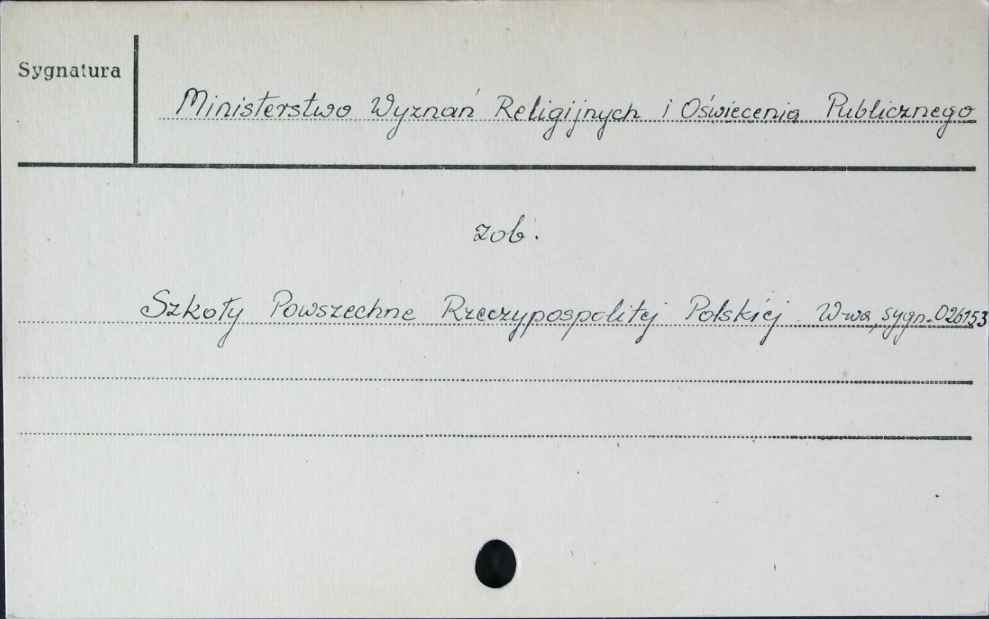 Sygnatura
Ministerstwo Wyznań Religijnych i Oświecenia Publicznego
zob.
Szkoły Powszechne Rzeczypospolitej Polskiej. W-wa, sygn. 026153